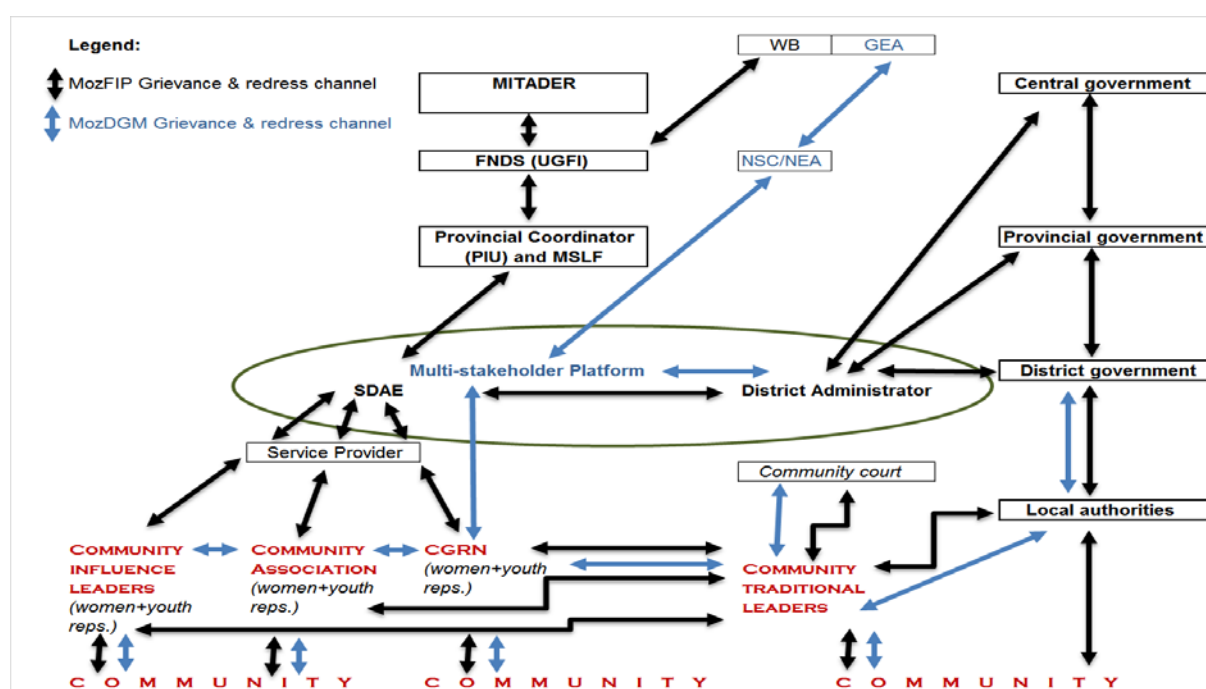 Legend:
MozFIP Grievance & redress channel
MozDGM Grievance & redress channel
WB GEA
MITADER
Central government
FNDS (UGFI)
NSC/NEA
Provincial Coordinator
(PIU) and MSLF
Provincial government
Multi-stakeholder Platform
District government
SDAE
District Administrator
Service Provider
Community court
Local authorities
COMMUNITY
INFLUENCE
LEADERS
(women+youth
reps.)
COMMUNITY
ASSOCIATION
(women+youth
reps.)
CGRN
(women+youth
reps.)
COMMUNITY
TRADITIONAL
LEADERS
C O M M U N I T Y
C O M M U N I T Y
C O M M U N I T Y